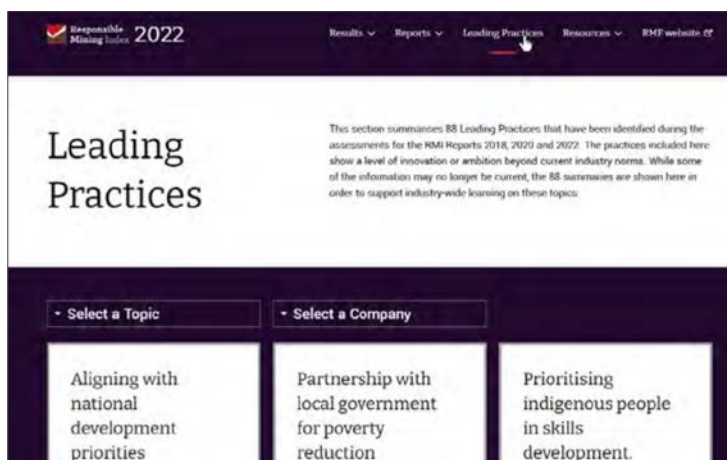 Responsible
Mining Index 2022
Results Reports Leading Practices Resources RMF website
Leading
Practices
This section summarises 88 Leading Practices that have been identified during the
assessments for the RMI Reports 2018, 2020 and 2022. The practices included here
show a level of innovation or ambition beyond current industry norms. While some
of the information may no longer be current, the 88 summaries are shown here in
order to support industry-wide learning on these topics.
Select a Topic Select a Company
Aligning with
national
development
priorities
Partnership with
local government
for poverty
reduction
Prioritising
indigenous people
in skills
development.